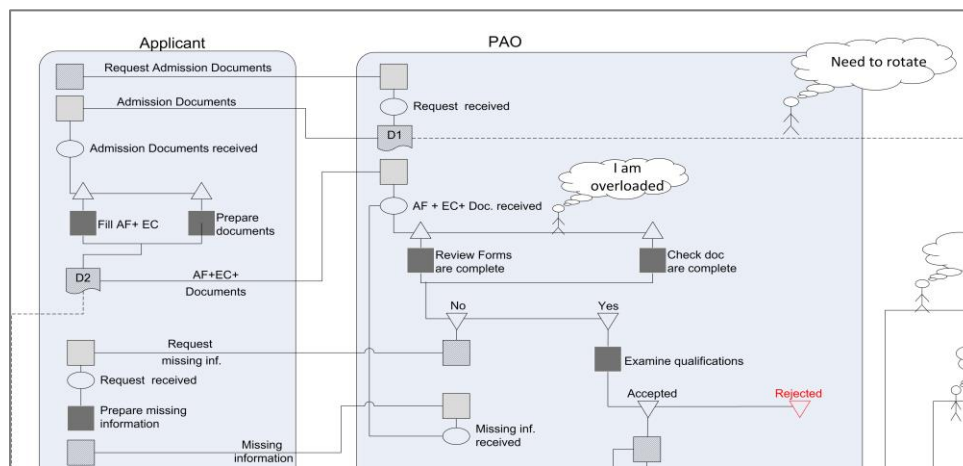 Applicant
PAO
Need to rotate
Request Admission Documents
Admission Documents
Request received
D1
Admission Documents received
I am
overloaded
AF + EC+ Doc. received
Fill AF+ EC
Prepare
documents
Review Forms
are complete
Check doc
are complete
D2
AF+EC+
Documents
No
Yes
Request
missing inf.
Examine qualifications
Request received
Accepted
Rejected
Prepare missing
information
Missing inf.
received
Missing
information